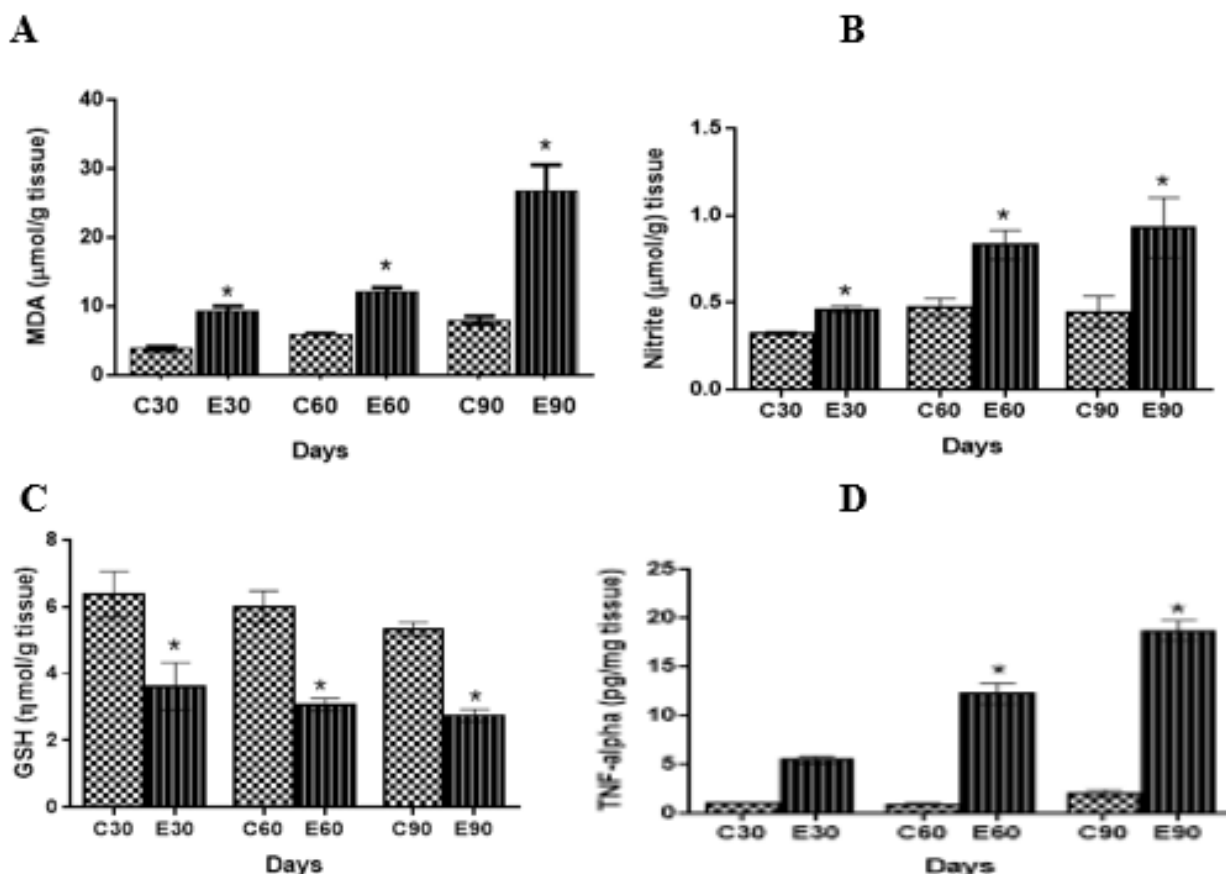 A
MDA (μmol/g tissue)
40
30
20
10
0
*
*
*
C30 E30 C60 E60 C90 E90
Days
B
Nitrite (μmol/g) tissue
1.5
1.0
0.5
0.0
*
*
*
C30 E30 C60 E60 C90 E90
Days
C
GSH (ηmol/g tissue)
8
6
4
2
0
*
*
*
C30 E30 C60 E60 C90 E90
Days
D
TNF-alpha (pg/mg tissue)
25
20
15
10
5
0
*
*
C30 E30 C60 E60 C90 E90
Days